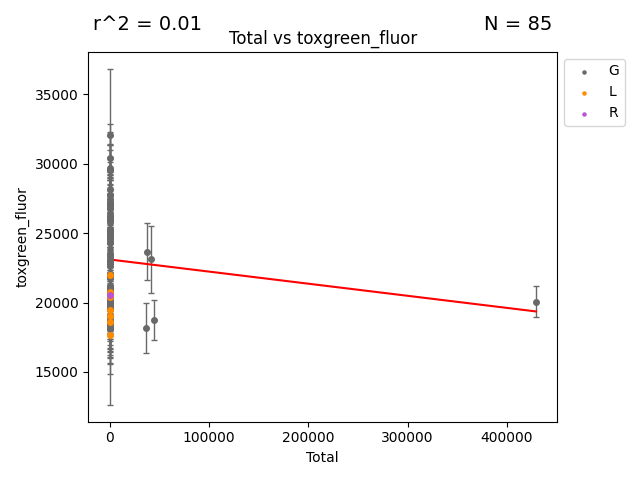 r^2 = 0.01
N = 85
Total vs toxgreen_fluor
G
L
R
35000
30000
25000
20000
15000
toxgreen_fluor
0
100000
200000
300000
400000
Total